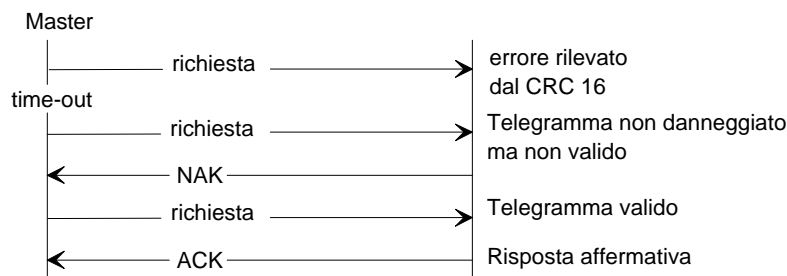 Master
richiesta
errore rilevato
dal CRC 16
time-out
richiesta
Telegramma non danneggiato
ma non valido
NAK
richiesta
Telegramma valido
ACK
Risposta affermativa